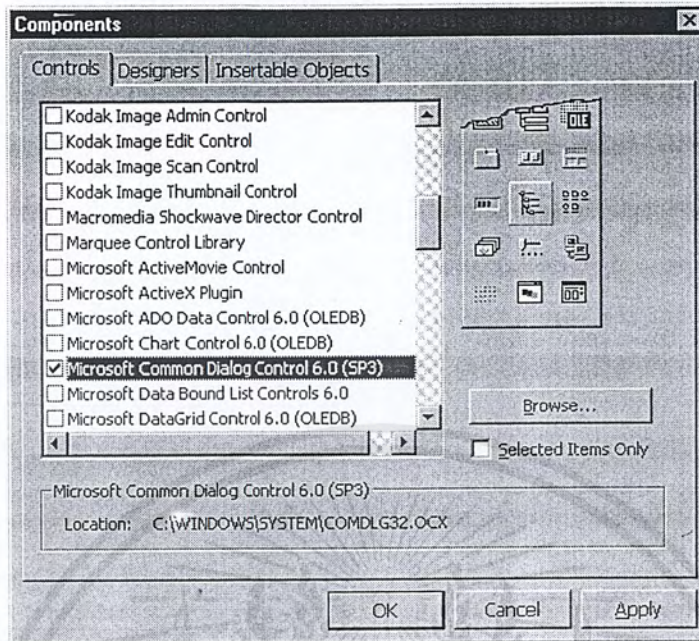 Components
Controls
Designers
Insertable Objects
Kodak Image Admin Control
Kodak Image Edit Control
Kodak Image Scan Control
Kodak Image Thumbnail Control
Macromedia Shockwave Director Control
Marquee Control Library
Microsoft ActiveMovie Control
Microsoft ActiveX Plugin
Microsoft ADO Data Control 6.0 (OLEDB)
Microsoft Chart Control 6.0 (OLEDB)
Microsoft Common Dialog Control 6.0 (SP3)
Microsoft Data Bound List Controls 6.0
Microsoft DataGrid Control 6.0 (OLEDB)
OLE
Browse...
Selected Items Only
Microsoft Common Dialog Control 6.0 (SP3)
Location: C:\WINDOWS\SYSTEM\COMDLG32.OCX
OK
Cancel
Apply